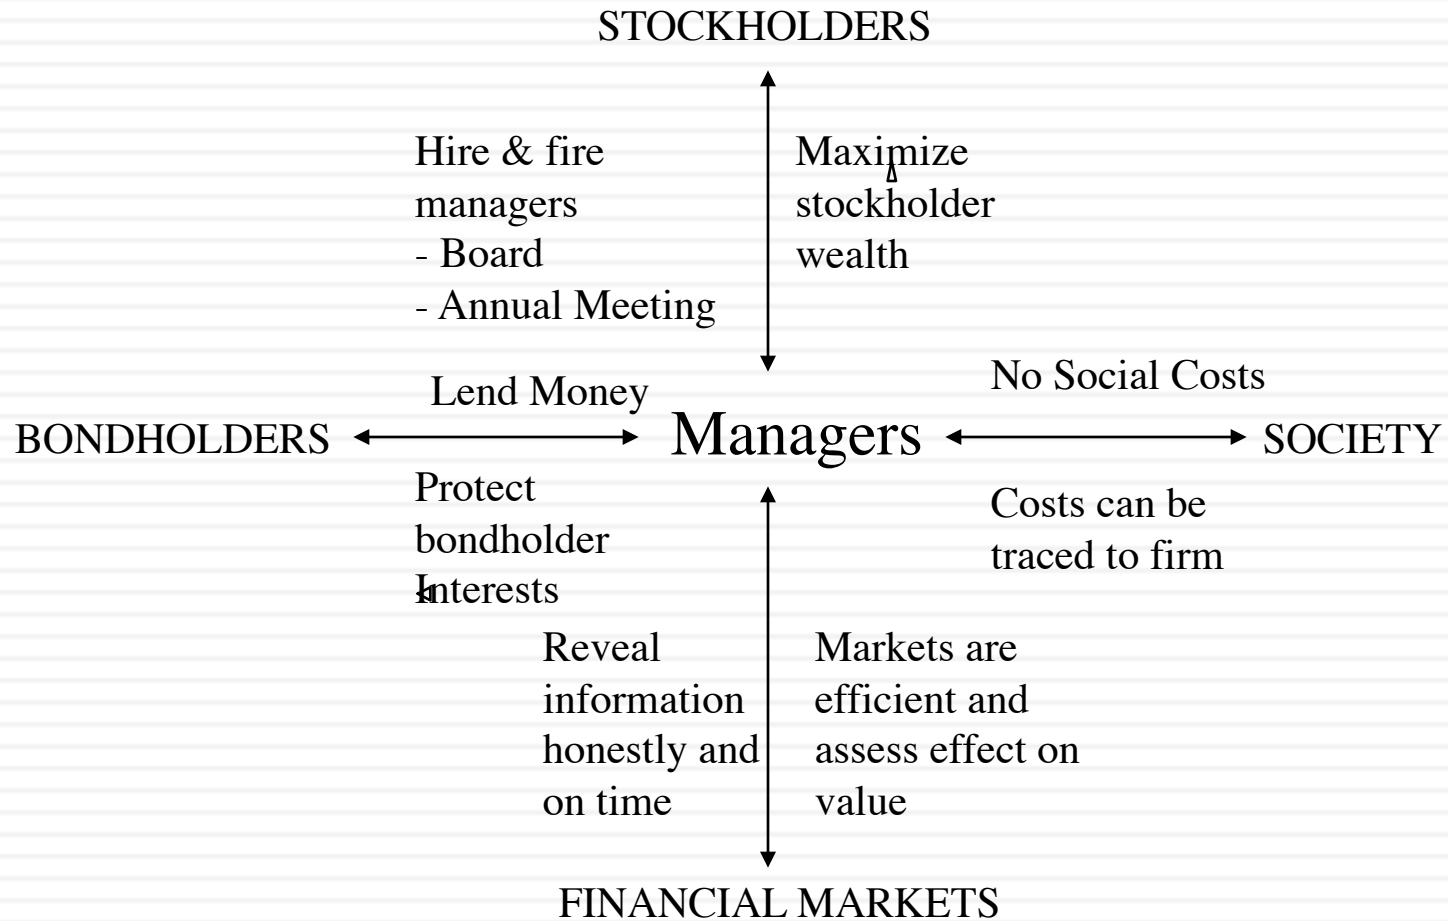 STOCKHOLDERS
Hire & fire
managers
- Board
- Annual Meeting
Maximize
stockholder
wealth
Lend Money
No Social Costs
BONDHOLDERS
Managers
SOCIETY
Protect
bondholder
Interests
Costs can be
traced to firm
Reveal
information
honestly and
on time
Markets are
efficient and
assess effect on
value
FINANCIAL MARKETS